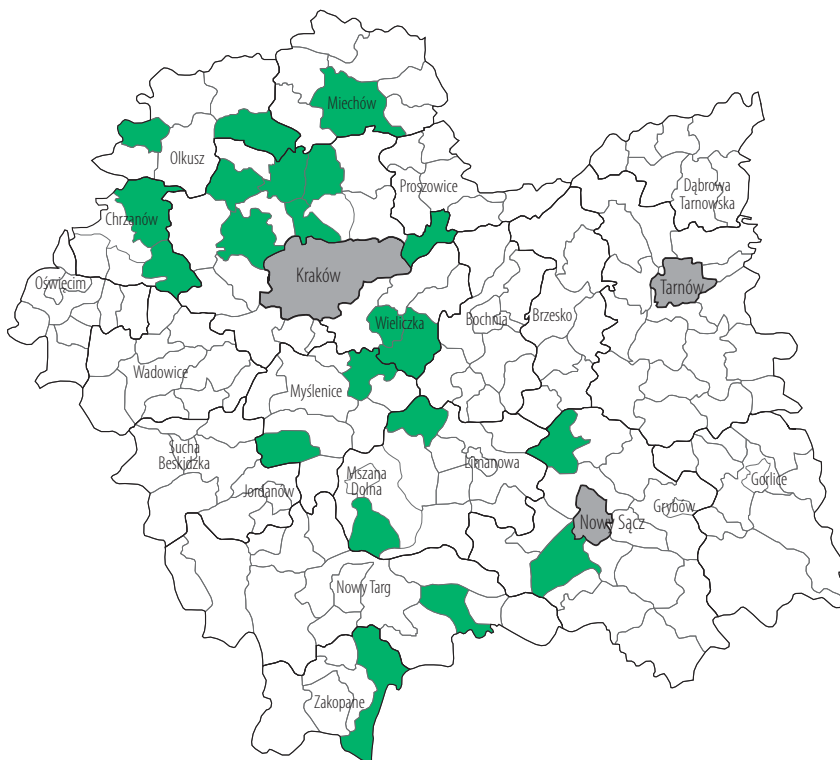 Miechów
Olkusz
Proszowice
Dąbrowa
Tarnowska
Chrzanów
Kraków
Oświęcim
Tarnów
Wieliczka
Bochnia
Brzesko
Wadowice
Myślenice
Sucha
Beskidzka
Limanowa
Mszana
Dolna
Gorlice
Jordanów
Grybów
Nowy Sącz
Nowy Targ
Zakopane